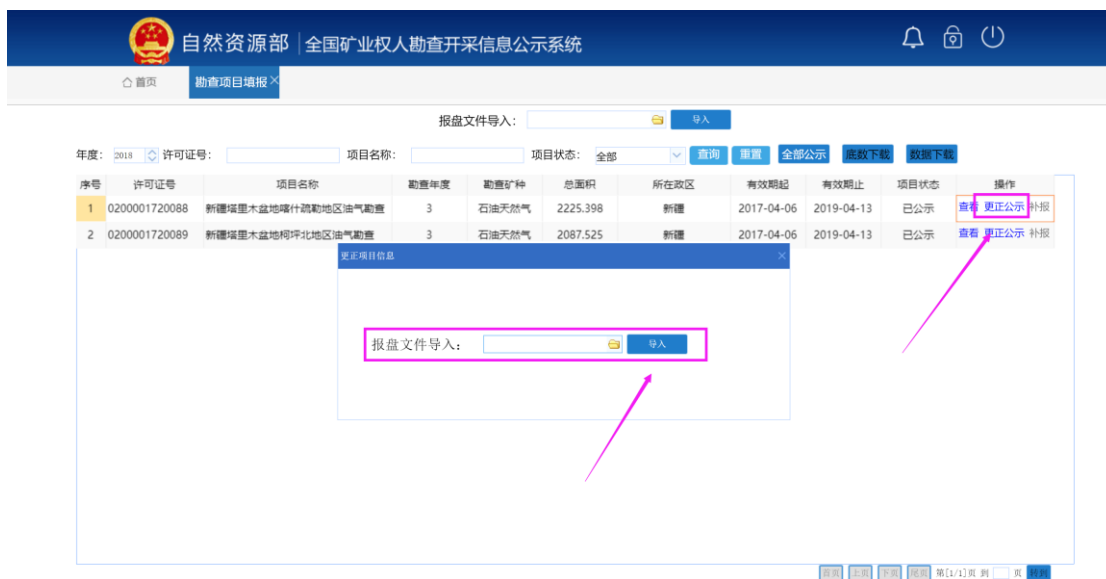 自然资源部 全国矿业权人勘查开采信息公示系统
首页 勘查项目填报
报盘文件导入： 导入
年度： 2018 许可证号： 项目名称： 项目状态： 全部 查询 重置 全部公示 底数下载 数据下载
序号 许可证号 项目名称 勘查年度 勘查矿种 总面积 所在政区 有效期起 有效期止 项目状态 操作
1 0200001720088 新疆塔里木盆地喀什疏勒地区油气勘查 3 石油天然气 2225.398 新疆 2017-04-06 2019-04-13 已公示 查看 更正公示 补报
2 0200001720089 新疆塔里木盆地柯坪北地区油气勘查 3 石油天然气 2087.525 新疆 2017-04-06 2019-04-13 已公示 查看 更正公示 补报
更正项目信息
报盘文件导入： 导入
首页 上页 下页 尾页 第[1/1]页 到 页 转到